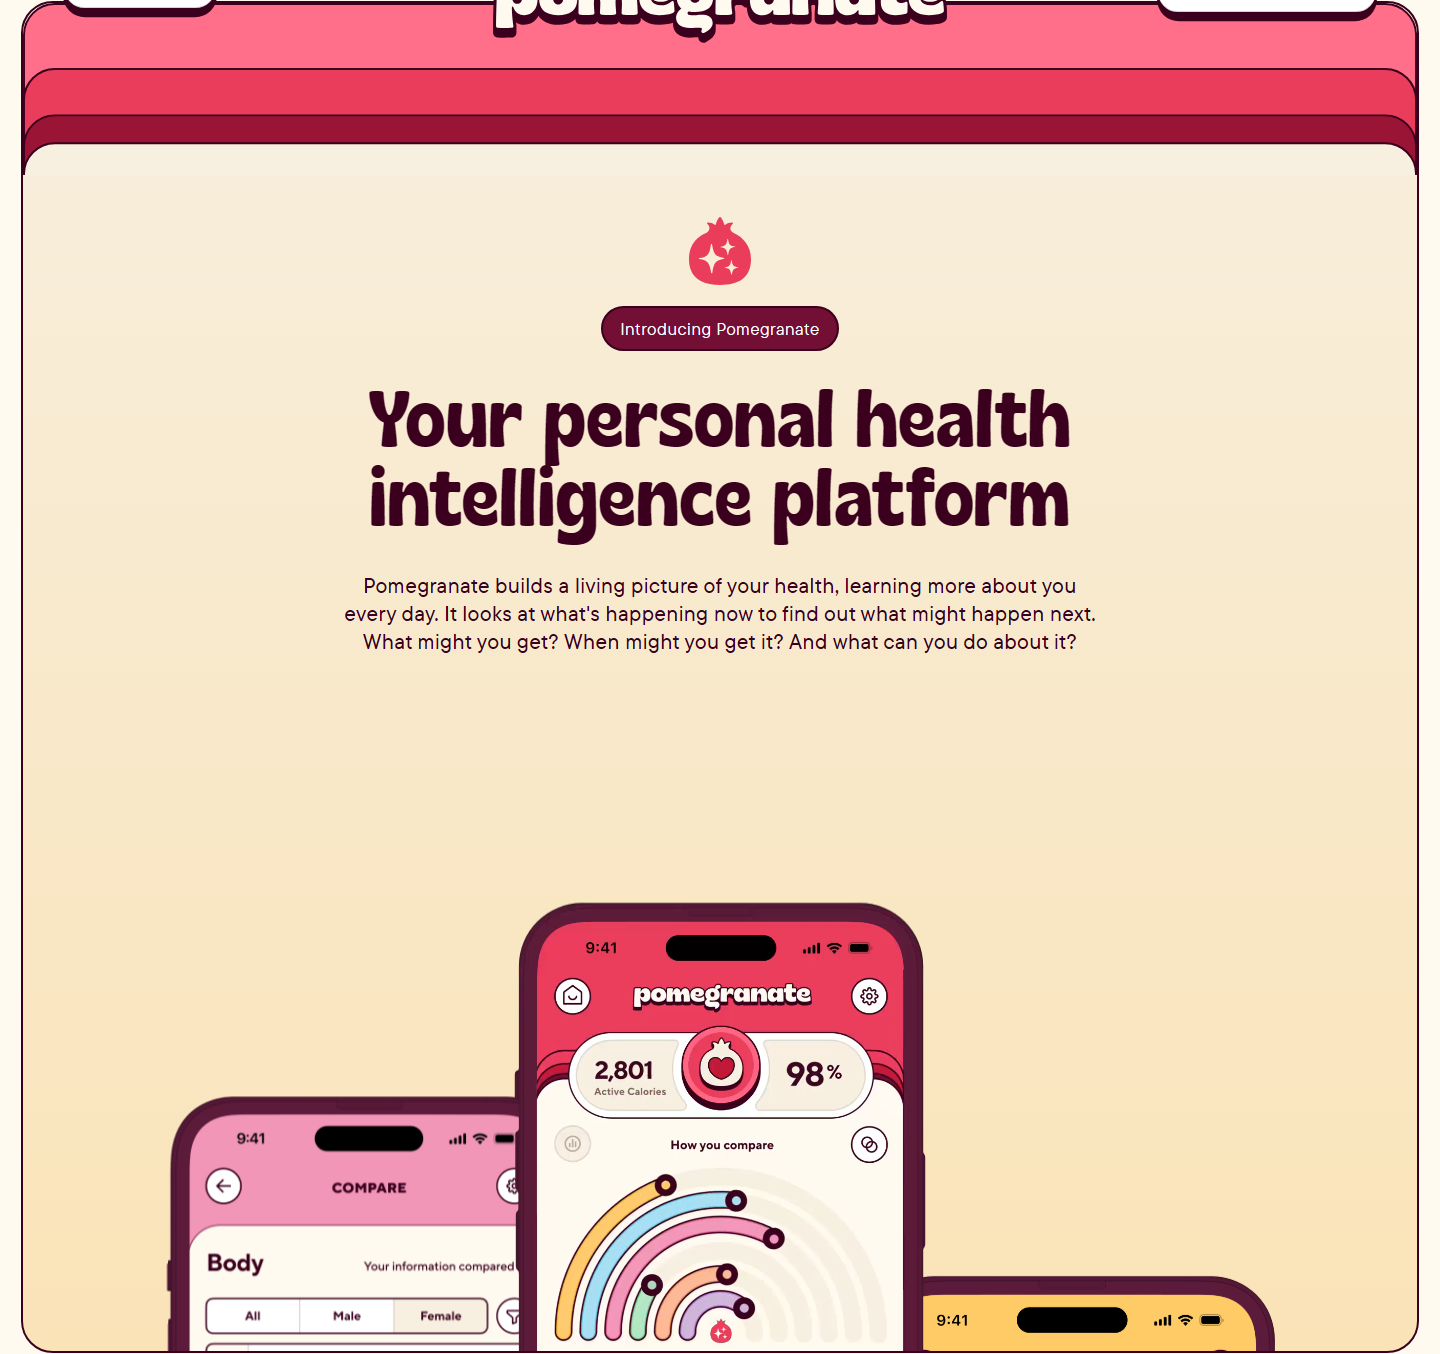 pomegranate
Introducing Pomegranate
Your personal health
intelligence platform
Pomegranate builds a living picture of your health, learning more about you
every day. It looks at what's happening now to find out what might happen next.
What might you get? When might you get it? And what can you do about it?
9:41
pomegranate
2,801
Active Calories
98%
How you compare
9:41
COMPARE
Body
Your information compared
All
Male
Female
9:41